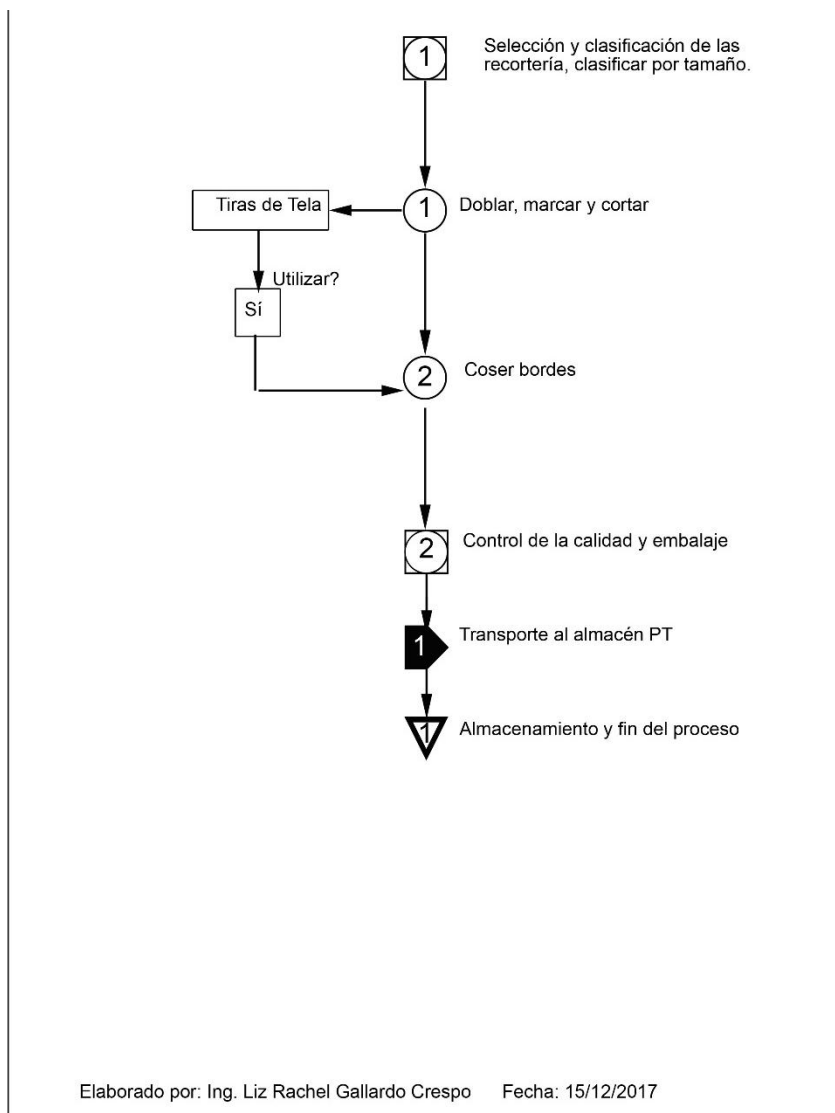 1
Selección y clasificación de las
recortería, clasificar por tamaño.
Tiras de Tela
1
Doblar, marcar y cortar
Utilizar?
Sí
2
Coser bordes
2
Control de la calidad y embalaje
1
Transporte al almacén PT
1
Almacenamiento y fin del proceso
Elaborado por: Ing. Liz Rachel Gallardo Crespo Fecha: 15/12/2017